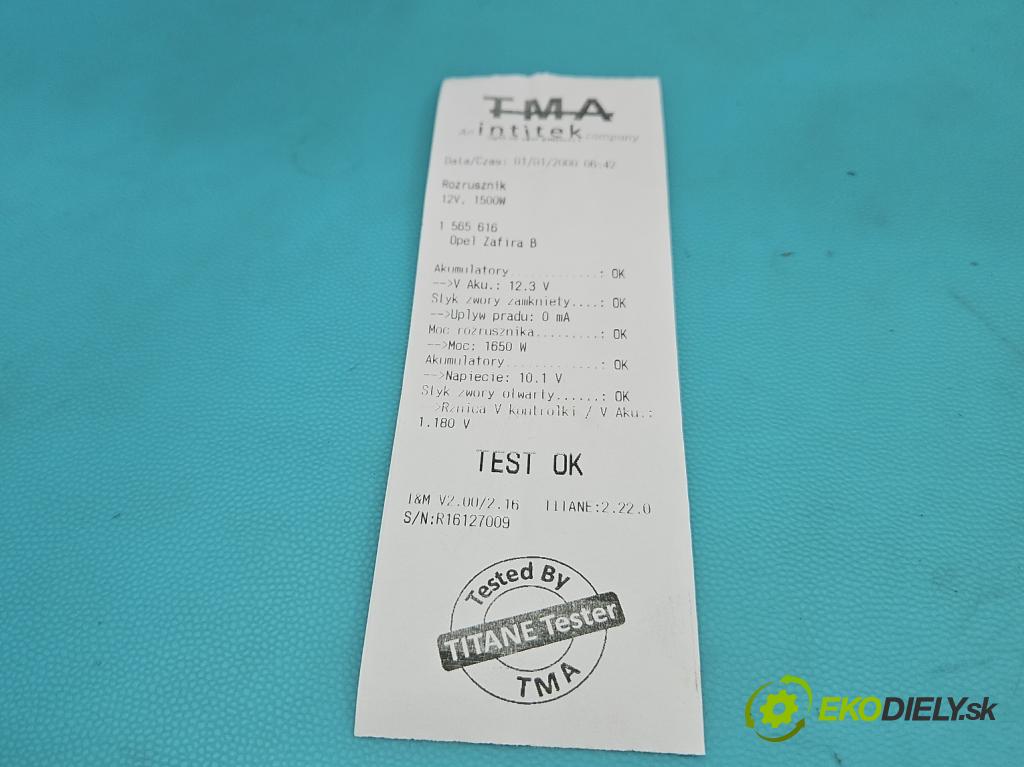 TMA
An intitek company
Data/Czas: 01/01/2000 06:42
Rozrusznik
12V, 1500W
1 565 616
Opel Zafira B
Akumulatory............: OK
-->V Aku.: 12.3 V
Styk zwory zamkniety....: OK
-->Uplyw pradu: 0 mA
Moc rozrusznika.........: OK
-->Moc: 1650 W
Akumulatory............: OK
-->Napiecie: 10.1 V
Styk zwory otwarty......: OK
>Rznica V kontrolki / V Aku.:
1.180 V
TEST OK
I&M V2.00/2.16 TITANE:2.22.0
S/N:R16127009
Tested By
TITANE Tester
TMA
EKODIELY.sk